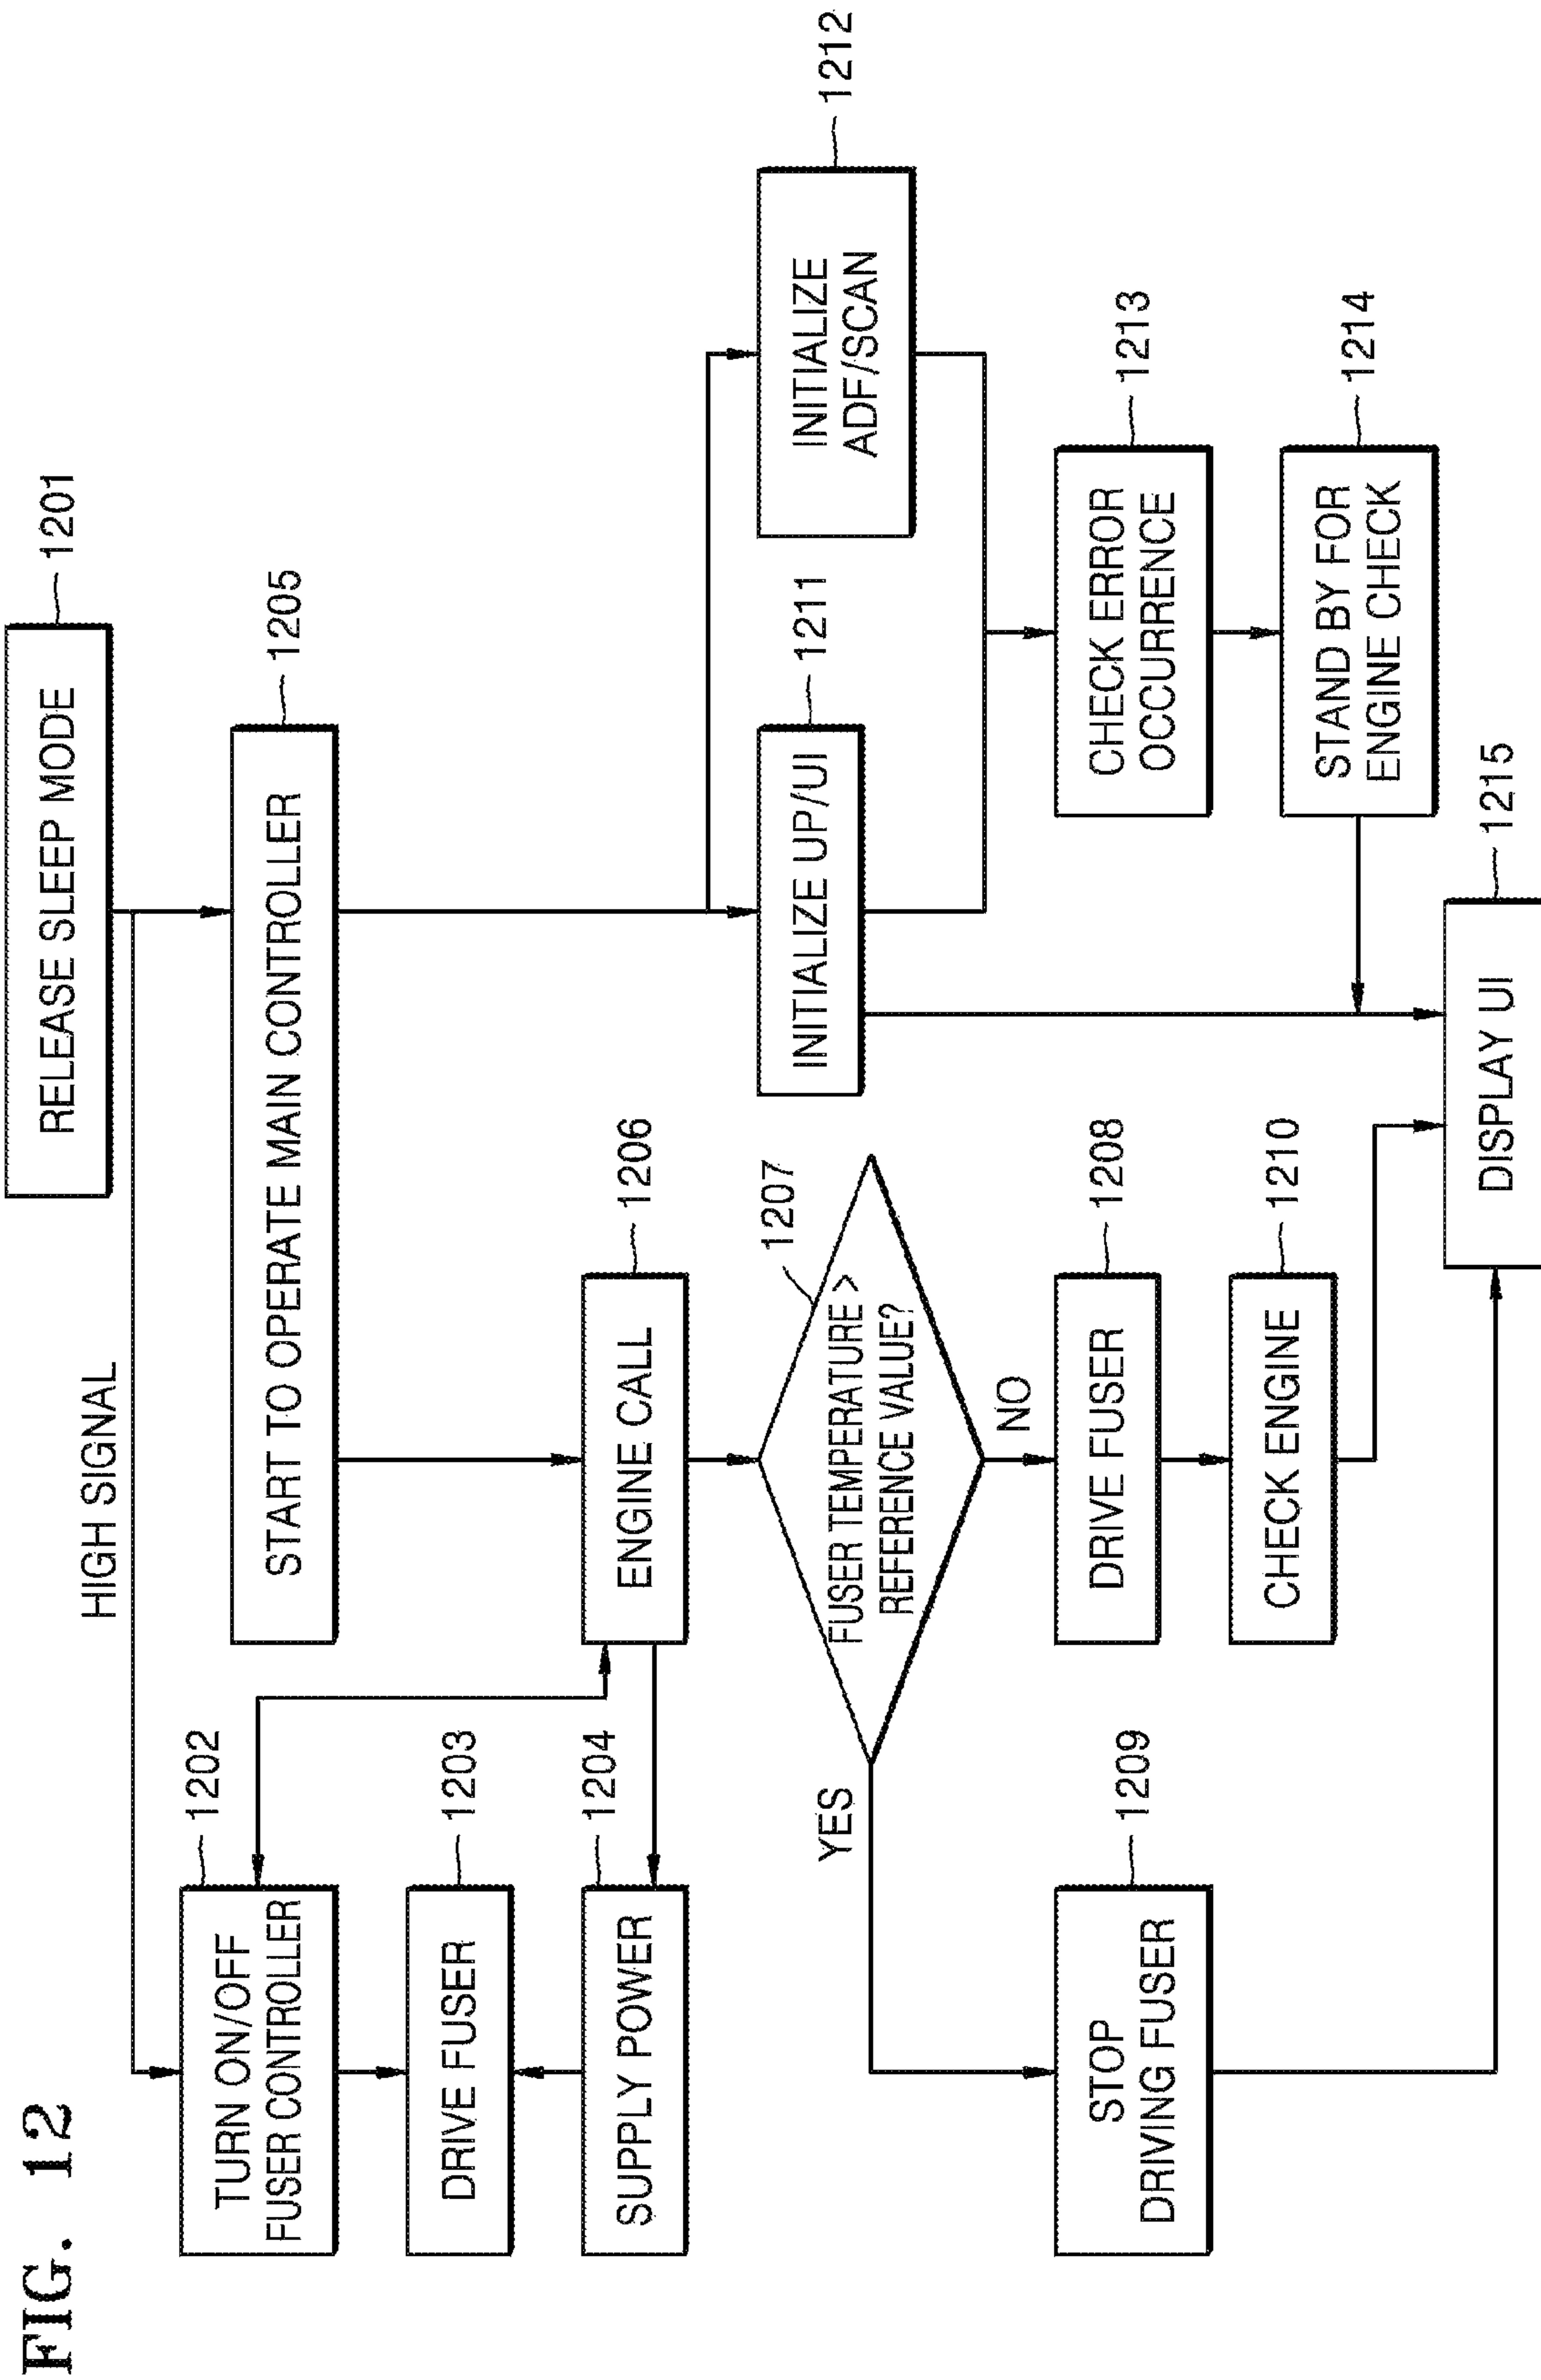 FIG. 12
RELEASE SLEEP MODE
1201
HIGH SIGNAL
TURN ON/OFF
FUSER CONTROLLER
1202
DRIVE FUSER
1203
SUPPLY POWER
1204
START TO OPERATE MAIN CONTROLLER
1205
ENGINE CALL
1206
FUSER TEMPERATURE >
REFERENCE VALUE?
1207
YES
NO
DRIVE FUSER
1208
STOP
DRIVING FUSER
1209
CHECK ENGINE
1210
INITIALIZE UP/UI
1211
INITIALIZE
ADF/SCAN
1212
CHECK ERROR
OCCURRENCE
1213
STAND BY FOR
ENGINE CHECK
1214
DISPLAY UI
1215